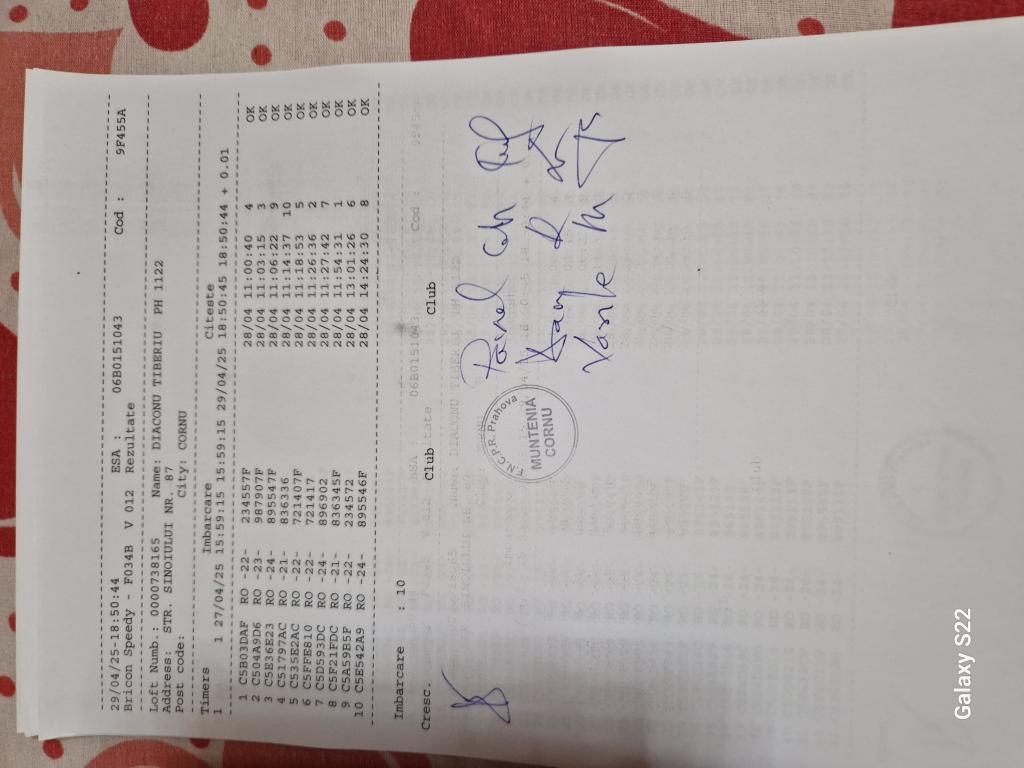 29/04/25-18:50:44
Bricon Speedy - F034B V 012 ESA : 06B0151043 Cod : 9F455A
Rezultate
Loft Numb.: 0000738165 Name: DIACONU TIBERIU PH 1122
Address : STR. SINOIULUI NR. 87
Post code: City: CORNU
Timers Imbarcare Citeste
1 1 27/04/25 15:59:15 15:59:15 29/04/25 18:50:45 18:50:44 + 0.01
1 C5B03DAF RO -22- 234557F 28/04 11:00:40 4 OK
2 C504A9D6 RO -23- 987907F 28/04 11:03:15 3 OK
3 C5E36E23 RO -24- 895547F 28/04 11:06:22 9 OK
4 C51797AC RO -21- 836336 28/04 11:14:37 10 OK
5 C535E2AC RO -22- 721407F 28/04 11:18:53 5 OK
6 C5FFE810 RO -22- 721417 28/04 11:26:36 2 OK
7 C5D593DC RO -24- 896902 28/04 11:27:42 7 OK
8 C5F21FDC RO -21- 836345F 28/04 11:54:31 1 OK
9 C5A59B5F RO -22- 234572 28/04 13:01:26 6 OK
10 C5E542A9 RO -24- 895546F 28/04 14:24:30 8 OK
Imbarcare : 10
Cresc. Club Club
F.N.C.P.R. Prahova
MUNTENIA
CORNU
Pavel
Vasile
Galaxy S22